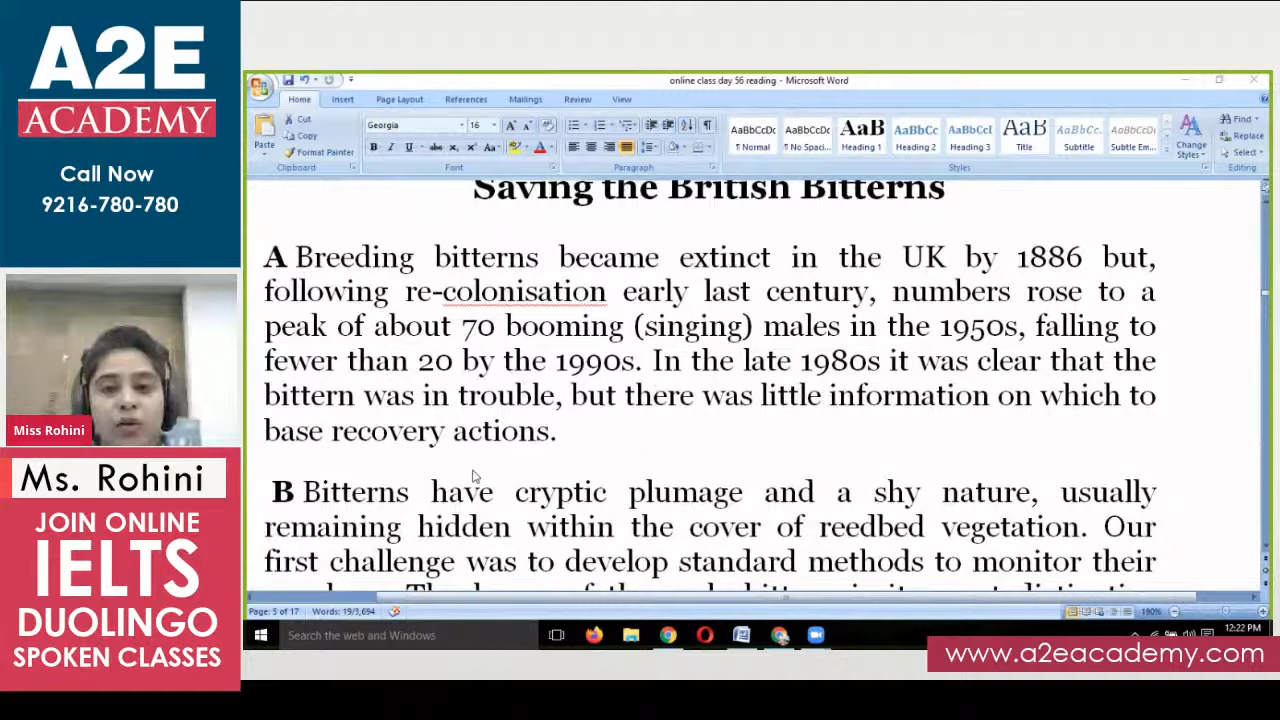 A2E
ACADEMY
Call Now
9216-780-780
Miss Rohini
Ms. Rohini
JOIN ONLINE
IELTS
DUOLINGO
SPOKEN CLASSES
online class day 56 reading - Microsoft Word
Home Insert Page Layout References Mailings Review View
Paste
Cut
Copy
Format Painter
Clipboard
Georgia 16
Font
Paragraph
AaBbCcDc AaBbCcDc AaB AaBbCc AaBbCcI AaB AaBbCc. AaBbCcDc
¶ Normal ¶ No Spaci... Heading 1 Heading 2 Heading 3 Title Subtitle Subtle Em...
Change Styles
Styles
Find
Replace
Select
Editing
Saving the British Bitterns
A Breeding bitterns became extinct in the UK by 1886 but,
following re-colonisation early last century, numbers rose to a
peak of about 70 booming (singing) males in the 1950s, falling to
fewer than 20 by the 1990s. In the late 1980s it was clear that the
bittern was in trouble, but there was little information on which to
base recovery actions.
B Bitterns have cryptic plumage and a shy nature, usually
remaining hidden within the cover of reedbed vegetation. Our
first challenge was to develop standard methods to monitor their
Page: 5 of 17 Words: 19/3,694 190%
Search the web and Windows
12:22 PM
www.a2eacademy.com